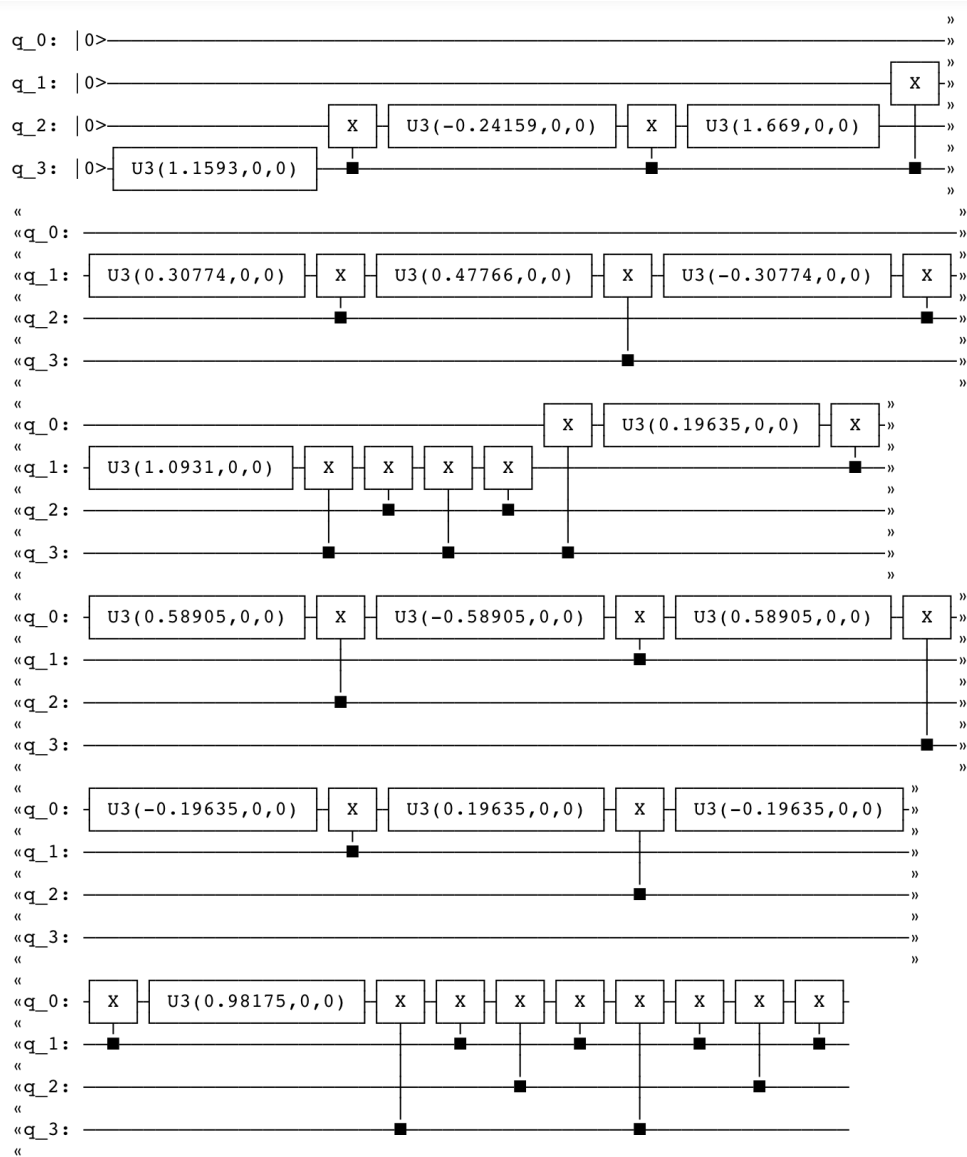 »
q_0: |0>»
»
q_1: |0> X »
»
q_2: |0> X U3(-0.24159,0,0) X U3(1.669,0,0) »
»
q_3: |0> U3(1.1593,0,0) »
»
«
«q_0: »
« »
«q_1: U3(0.30774,0,0) X U3(0.47766,0,0) X U3(-0.30774,0,0) X »
« »
«q_2: »
« »
«q_3: »
« »
« »
«q_0: X U3(0.19635,0,0) X »
« »
«q_1: U3(1.0931,0,0) X X X X »
« »
«q_2: »
« »
«q_3: »
« »
« »
«q_0: U3(0.58905,0,0) X U3(-0.58905,0,0) X U3(0.58905,0,0) X »
« »
«q_1: »
« »
«q_2: »
« »
«q_3: »
« »
« »
«q_0: U3(-0.19635,0,0) X U3(0.19635,0,0) X U3(-0.19635,0,0) »
« »
«q_1: »
« »
«q_2: »
« »
«q_3: »
« »
«
«q_0: X U3(0.98175,0,0) X X X X X X X X
«
«q_1:
«
«q_2:
«
«q_3:
«